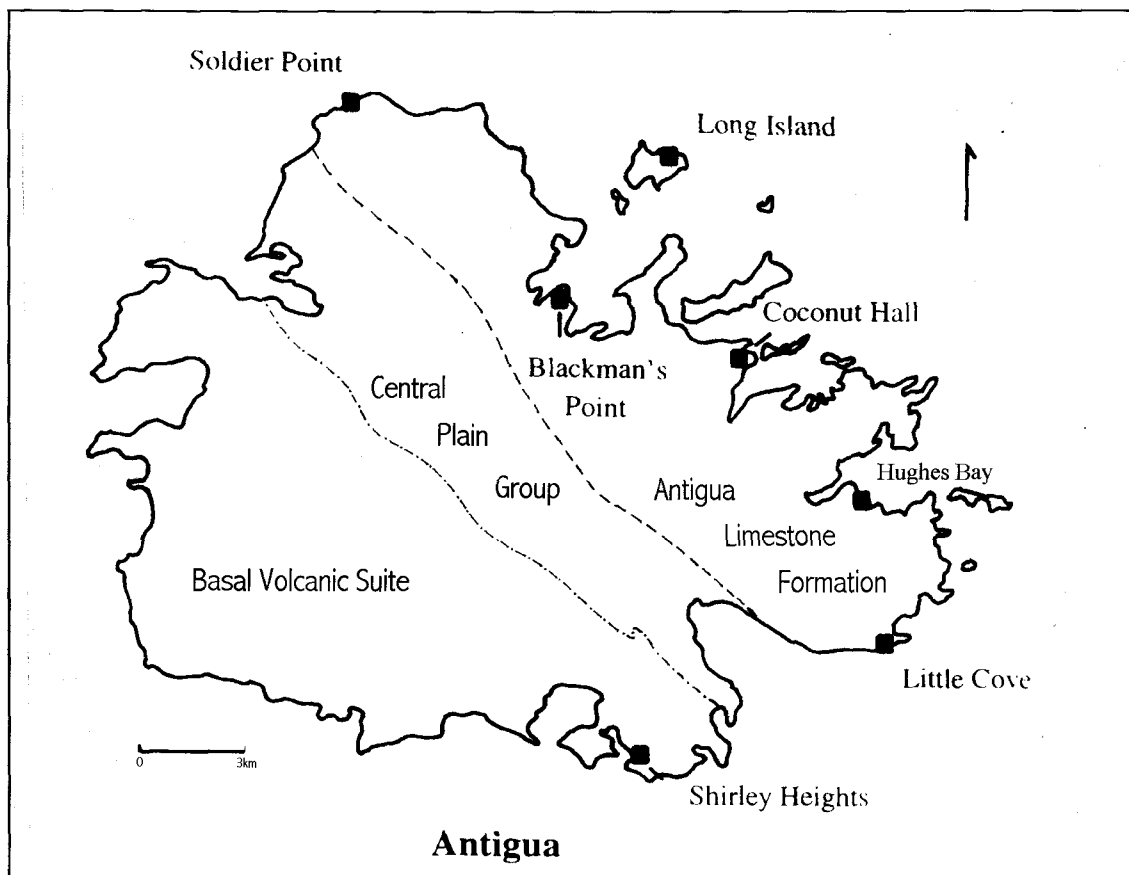 Soldier Point
Long Island
Coconut Hall
Blackman's
Point
Central
Plain
Group
Hughes Bay
Antigua
Limestone
Formation
Basal Volcanic Suite
Little Cove
0 3km
Shirley Heights
Antigua